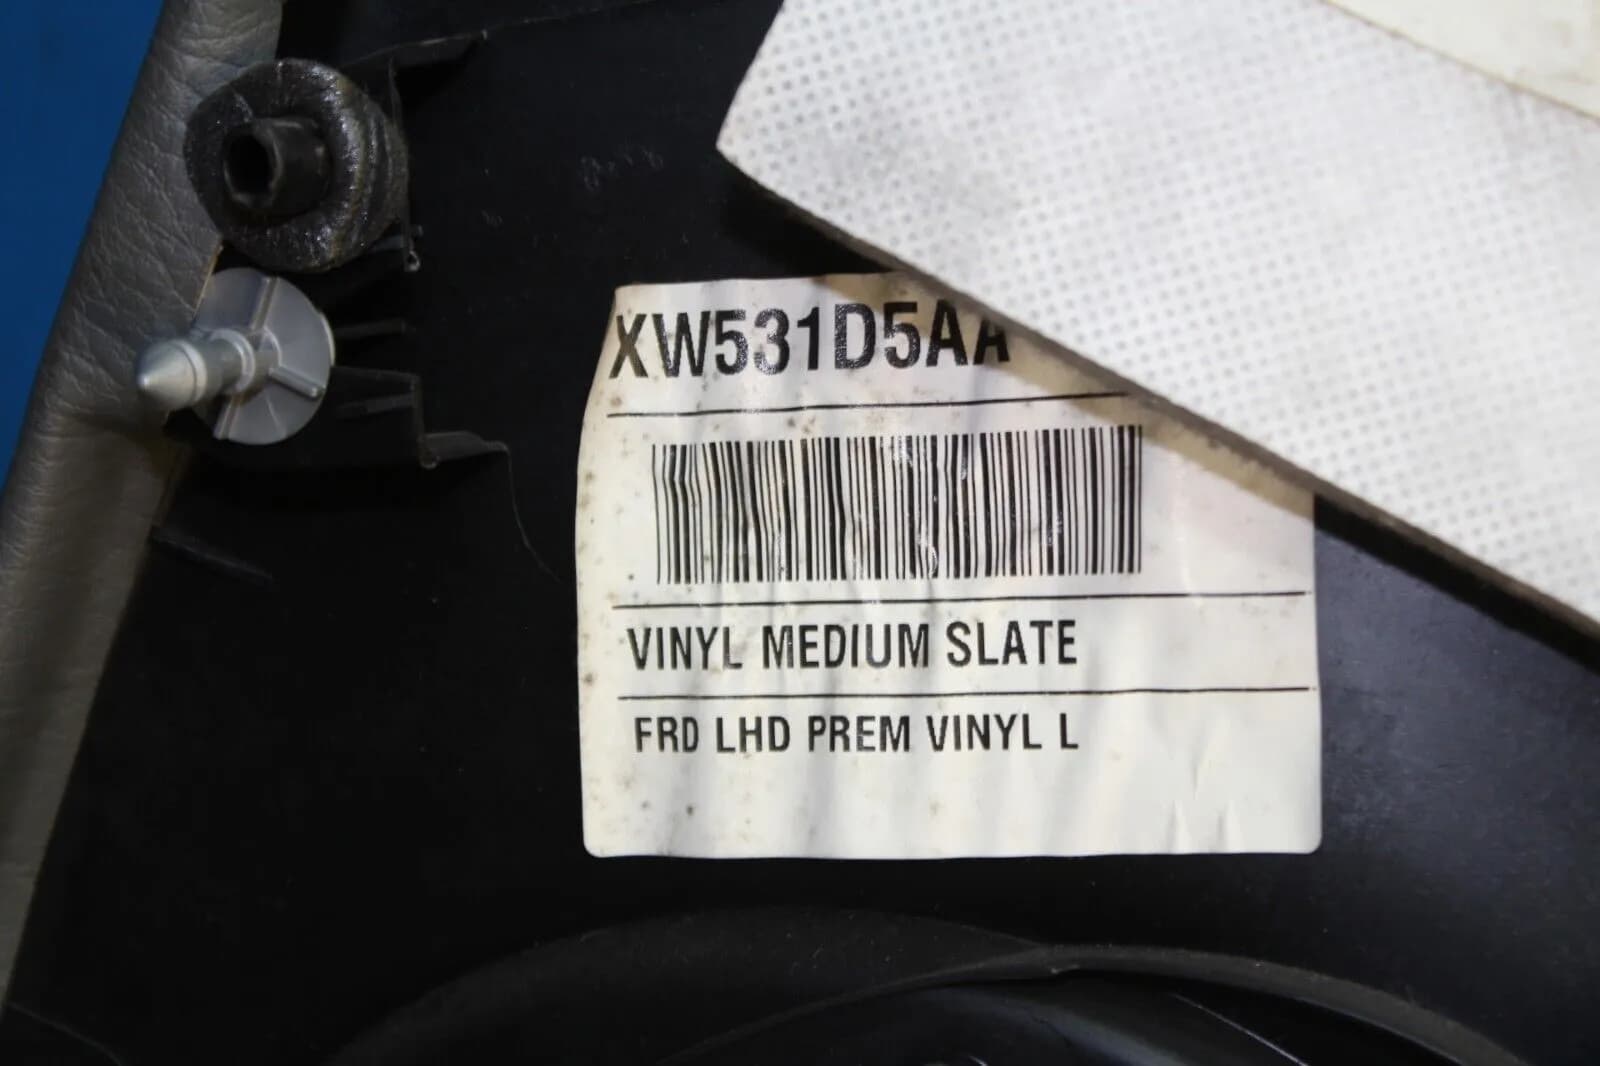 XW531D5AA
VINYL MEDIUM SLATE
FRD LHD PREM VINYL L